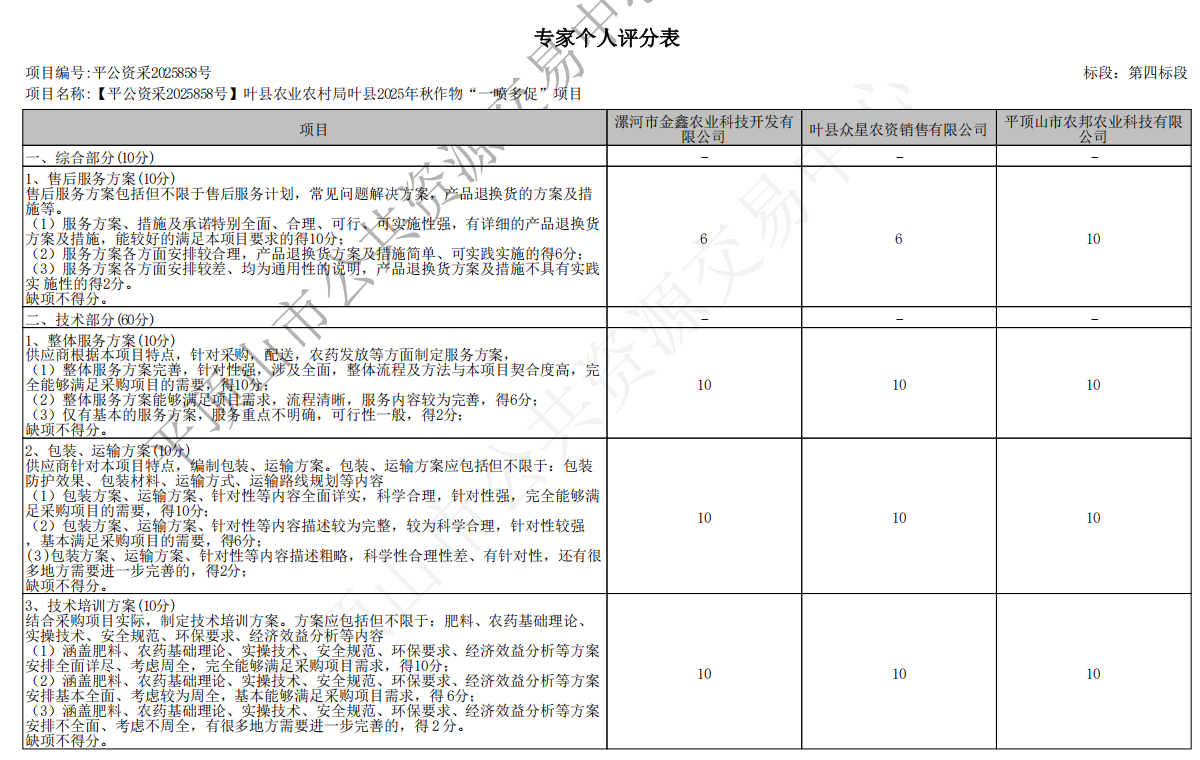 专家个人评分表
项目编号:平公资采2025858号
标段：第四标段
项目名称:【平公资采2025858号】叶县农业农村局叶县2025年秋作物“一喷多促”项目
项目
漯河市金鑫农业科技开发有
限公司
叶县众星农资销售有限公司
平顶山市农邦农业科技有限
公司
一、综合部分(10分)
-
-
-
1、售后服务方案(10分)
售后服务方案包括但不限于售后服务计划，常见问题解决方案，产品退换货的方案及措
施等。
（1）服务方案、措施及承诺特别全面、合理、可行、可实施性强，有详细的产品退换货
方案及措施，能较好的满足本项目要求的得10分；
（2）服务方案各方面安排较合理，产品退换货方案及措施简单、可实践实施的得6分；
（3）服务方案各方面安排较差、均为通用性的说明，产品退换货方案及措施不具有实践
实 施性的得2分。
缺项不得分。
6
6
10
二、技术部分(60分)
-
-
-
1、整体服务方案(10分)
供应商根据本项目特点，针对采购，配送，农药发放等方面制定服务方案，
（1）整体服务方案完善，针对性强，涉及全面，整体流程及方法与本项目契合度高，完
全能够满足采购项目的需要，得10分；
（2）整体服务方案能够满足项目需求，流程清晰，服务内容较为完善，得6分；
（3）仅有基本的服务方案，服务重点不明确，可行性一般，得2分；
缺项不得分。
10
10
10
2、包装、运输方案(10分)
供应商针对本项目特点，编制包装、运输方案。包装、运输方案应包括但不限于：包装
防护效果、包装材料、运输方式、运输路线规划等内容
（1）包装方案、运输方案、针对性等内容全面详实，科学合理，针对性强，完全能够满
足采购项目的需要，得10分；
（2）包装方案、运输方案、针对性等内容描述较为完整，较为科学合理，针对性较强
，基本满足采购项目的需要，得6分；
(3)包装方案、运输方案、针对性等内容描述粗略，科学性合理性差、有针对性，还有很
多地方需要进一步完善的，得2分；
缺项不得分。
10
10
10
3、技术培训方案(10分)
结合采购项目实际，制定技术培训方案。方案应包括但不限于：肥料、农药基础理论、
实操技术、安全规范、环保要求、经济效益分析等内容
（1）涵盖肥料、农药基础理论、实操技术、安全规范、环保要求、经济效益分析等方案
安排全面详尽、考虑周全，完全能够满足采购项目需求，得10分；
（2）涵盖肥料、农药基础理论、实操技术、安全规范、环保要求、经济效益分析等方案
安排基本全面、考虑较为周全，基本能够满足采购项目需求，得 6分；
（3）涵盖肥料、农药基础理论、实操技术、安全规范、环保要求、经济效益分析等方案
安排不全面、考虑不周全，有很多地方需要进一步完善的，得 2 分。
缺项不得分。
10
10
10
平顶山市公共资源交易中心
平顶山市公共资源交易中心